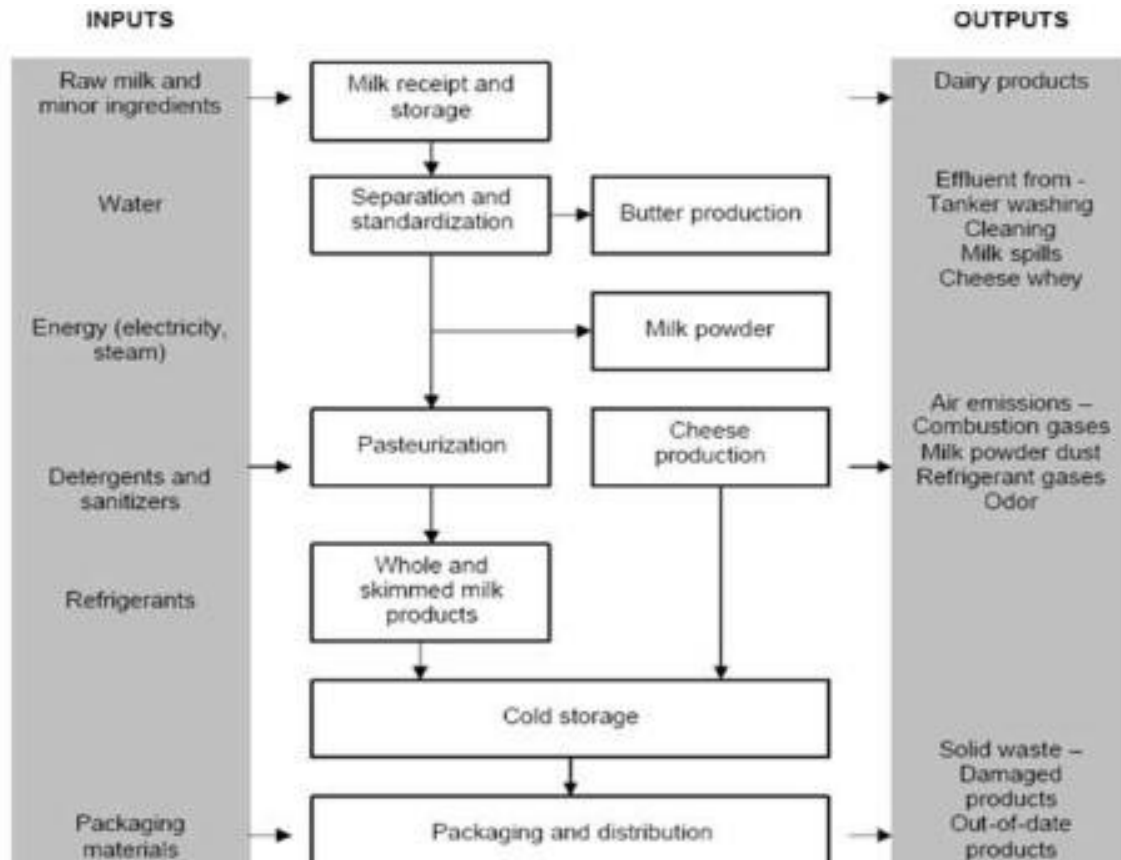 INPUTS
OUTPUTS
Raw milk and
minor ingredients
Milk receipt and
storage
Dairy products
Water
Separation and
standardization
Butter production
Effluent from -
Tanker washing
Cleaning
Milk spills
Cheese whey
Energy (electricity,
steam)
Milk powder
Detergents and
sanitizers
Pasteurization
Cheese
production
Air emissions –
Combustion gases
Milk powder dust
Refrigerant gases
Odor
Refrigerants
Whole and
skimmed milk
products
Cold storage
Packaging
materials
Packaging and distribution
Solid waste –
Damaged
products
Out-of-date
products